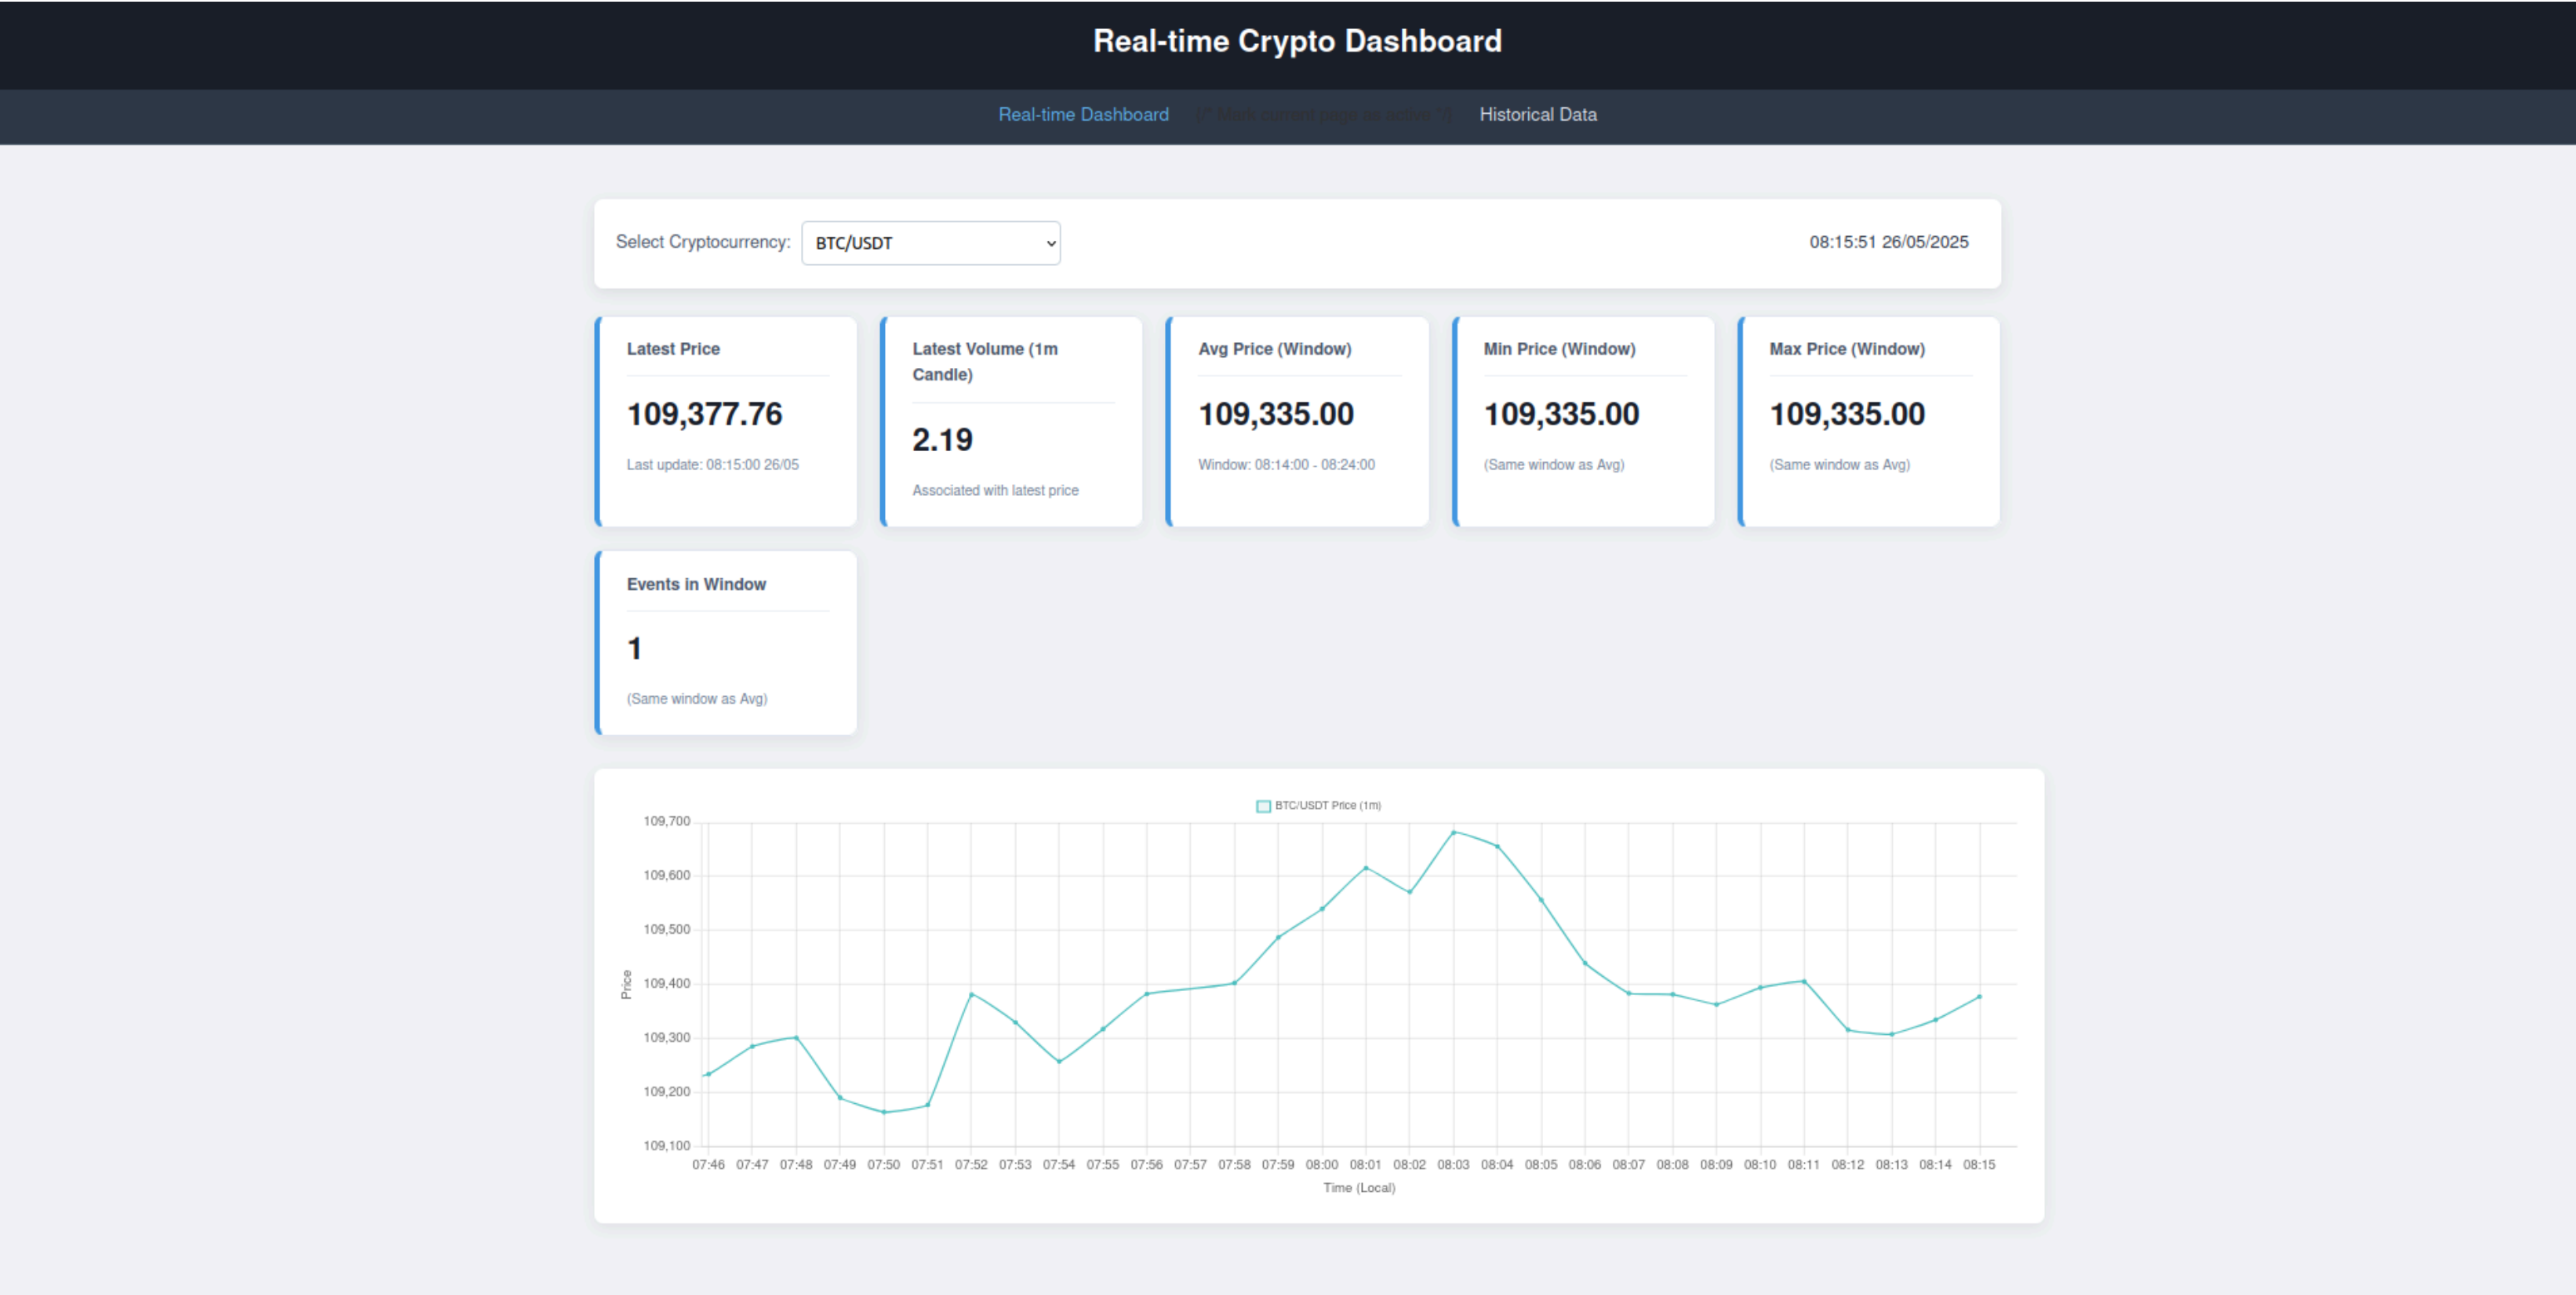 Real-time Crypto Dashboard
Real-time Dashboard {/* Mark current page as active */} Historical Data
Select Cryptocurrency: BTC/USDT 08:15:51 26/05/2025
Latest Price
109,377.76
Last update: 08:15:00 26/05
Latest Volume (1m
Candle)
2.19
Associated with latest price
Avg Price (Window)
109,335.00
Window: 08:14:00 - 08:24:00
Min Price (Window)
109,335.00
(Same window as Avg)
Max Price (Window)
109,335.00
(Same window as Avg)
Events in Window
1
(Same window as Avg)
BTC/USDT Price (1m)
109,700
109,600
109,500
109,400
109,300
109,200
109,100
Price
07:46 07:47 07:48 07:49 07:50 07:51 07:52 07:53 07:54 07:55 07:56 07:57 07:58 07:59 08:00 08:01 08:02 08:03 08:04 08:05 08:06 08:07 08:08 08:09 08:10 08:11 08:12 08:13 08:14 08:15
Time (Local)